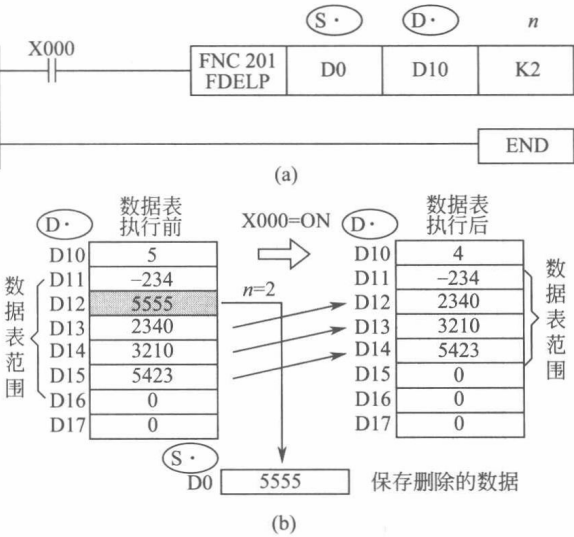 S· D· n
X000
FNC 201
FDELP D0 D10 K2
END
(a)
数据表 数据表
D· 执行前 X000=ON D· 执行后
D10 5 D10 4
D11 –234 D11 –234
D12 5555 n=2 D12 2340
D13 2340 D13 3210
D14 3210 D14 5423
D15 5423 D15 0
D16 0 D16 0
D17 0 D17 0
数据表范围 数据表范围
S·
D0 5555 保存删除的数据
(b)